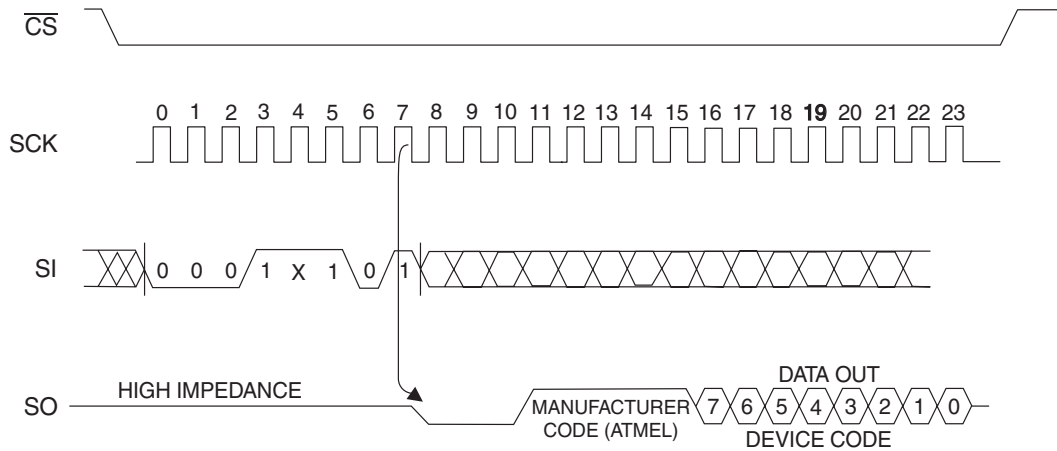 CS
0 1 2 3 4 5 6 7 8 9 10 11 12 13 14 15 16 17 18 19 20 21 22 23
SCK
SI
0 0 0 1 X 1 0 1
HIGH IMPEDANCE
DATA OUT
SO
MANUFACTURER
CODE (ATMEL)
7 6 5 4 3 2 1 0
DEVICE CODE